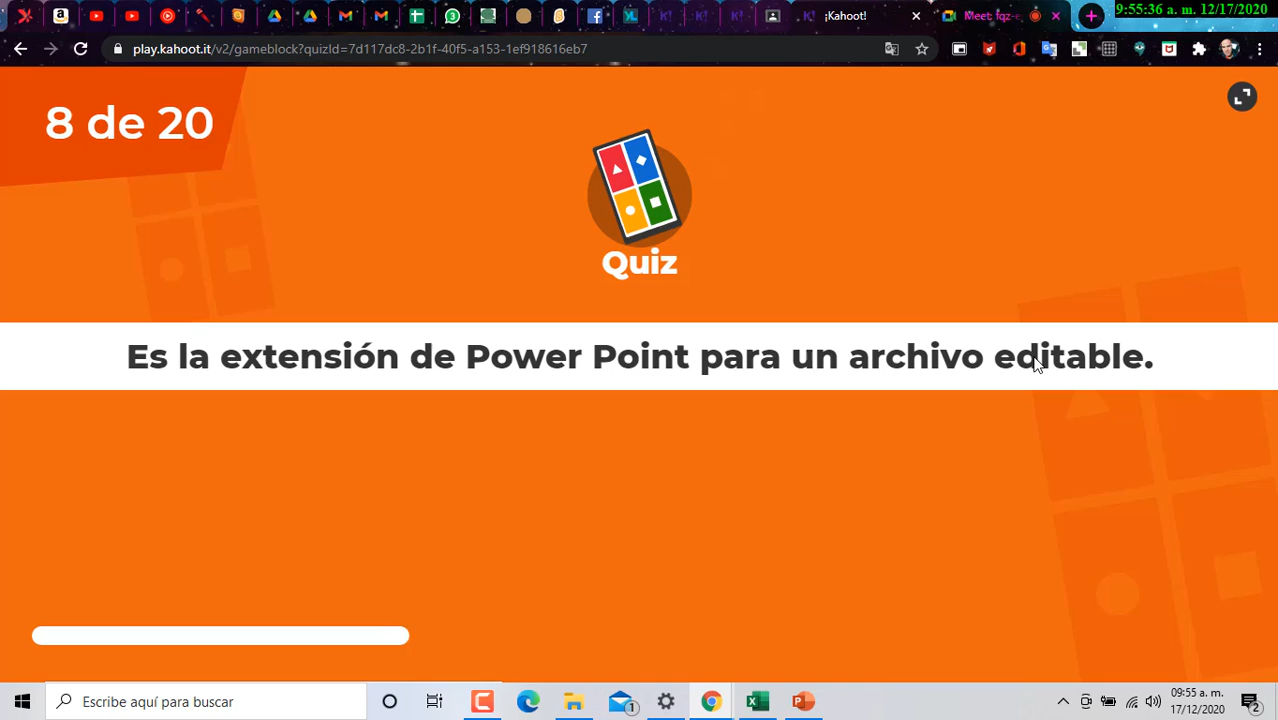 9:55:36 a. m. 12/17/2020
¡Kahoot!
Meet: fqz-e
play.kahoot.it/v2/gameblock?quizId=7d117dc8-2b1f-40f5-a153-1ef918616eb7
8 de 20
Quiz
Es la extensión de Power Point para un archivo editable.
Escribe aquí para buscar
09:55 a. m.
17/12/2020